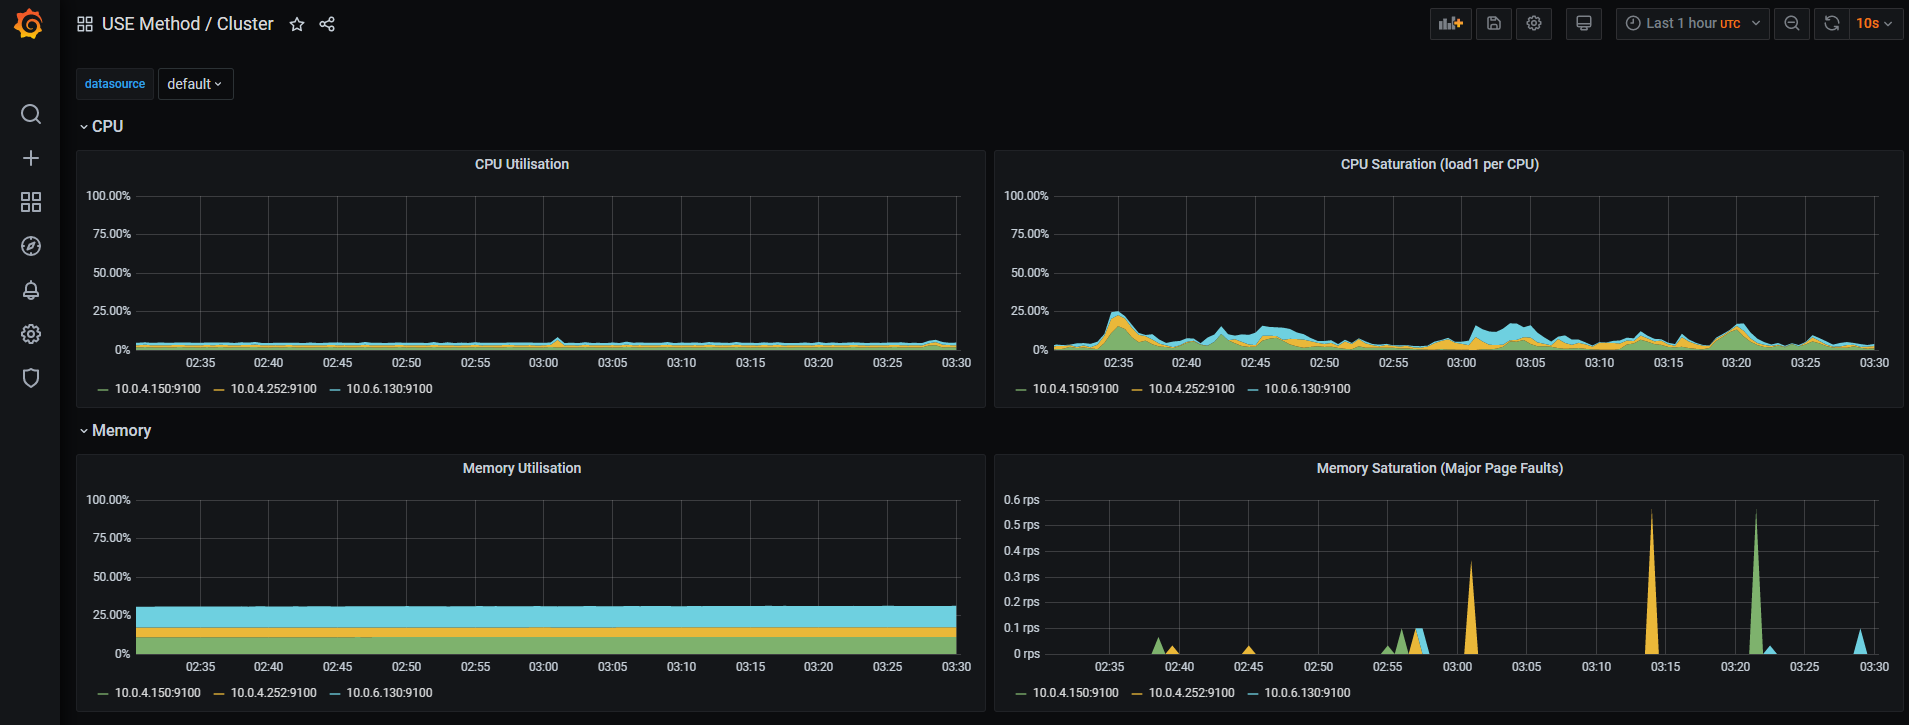 USE Method / Cluster
Last 1 hour UTC
10s
datasource
default
CPU
CPU Utilisation
100.00%
75.00%
50.00%
25.00%
0%
02:35 02:40 02:45 02:50 02:55 03:00 03:05 03:10 03:15 03:20 03:25 03:30
10.0.4.150:9100 10.0.4.252:9100 10.0.6.130:9100
CPU Saturation (load1 per CPU)
100.00%
75.00%
50.00%
25.00%
0%
02:35 02:40 02:45 02:50 02:55 03:00 03:05 03:10 03:15 03:20 03:25 03:30
10.0.4.150:9100 10.0.4.252:9100 10.0.6.130:9100
Memory
Memory Utilisation
100.00%
75.00%
50.00%
25.00%
0%
02:35 02:40 02:45 02:50 02:55 03:00 03:05 03:10 03:15 03:20 03:25 03:30
10.0.4.150:9100 10.0.4.252:9100 10.0.6.130:9100
Memory Saturation (Major Page Faults)
0.6 rps
0.5 rps
0.4 rps
0.3 rps
0.2 rps
0.1 rps
0 rps
02:35 02:40 02:45 02:50 02:55 03:00 03:05 03:10 03:15 03:20 03:25 03:30
10.0.4.150:9100 10.0.4.252:9100 10.0.6.130:9100